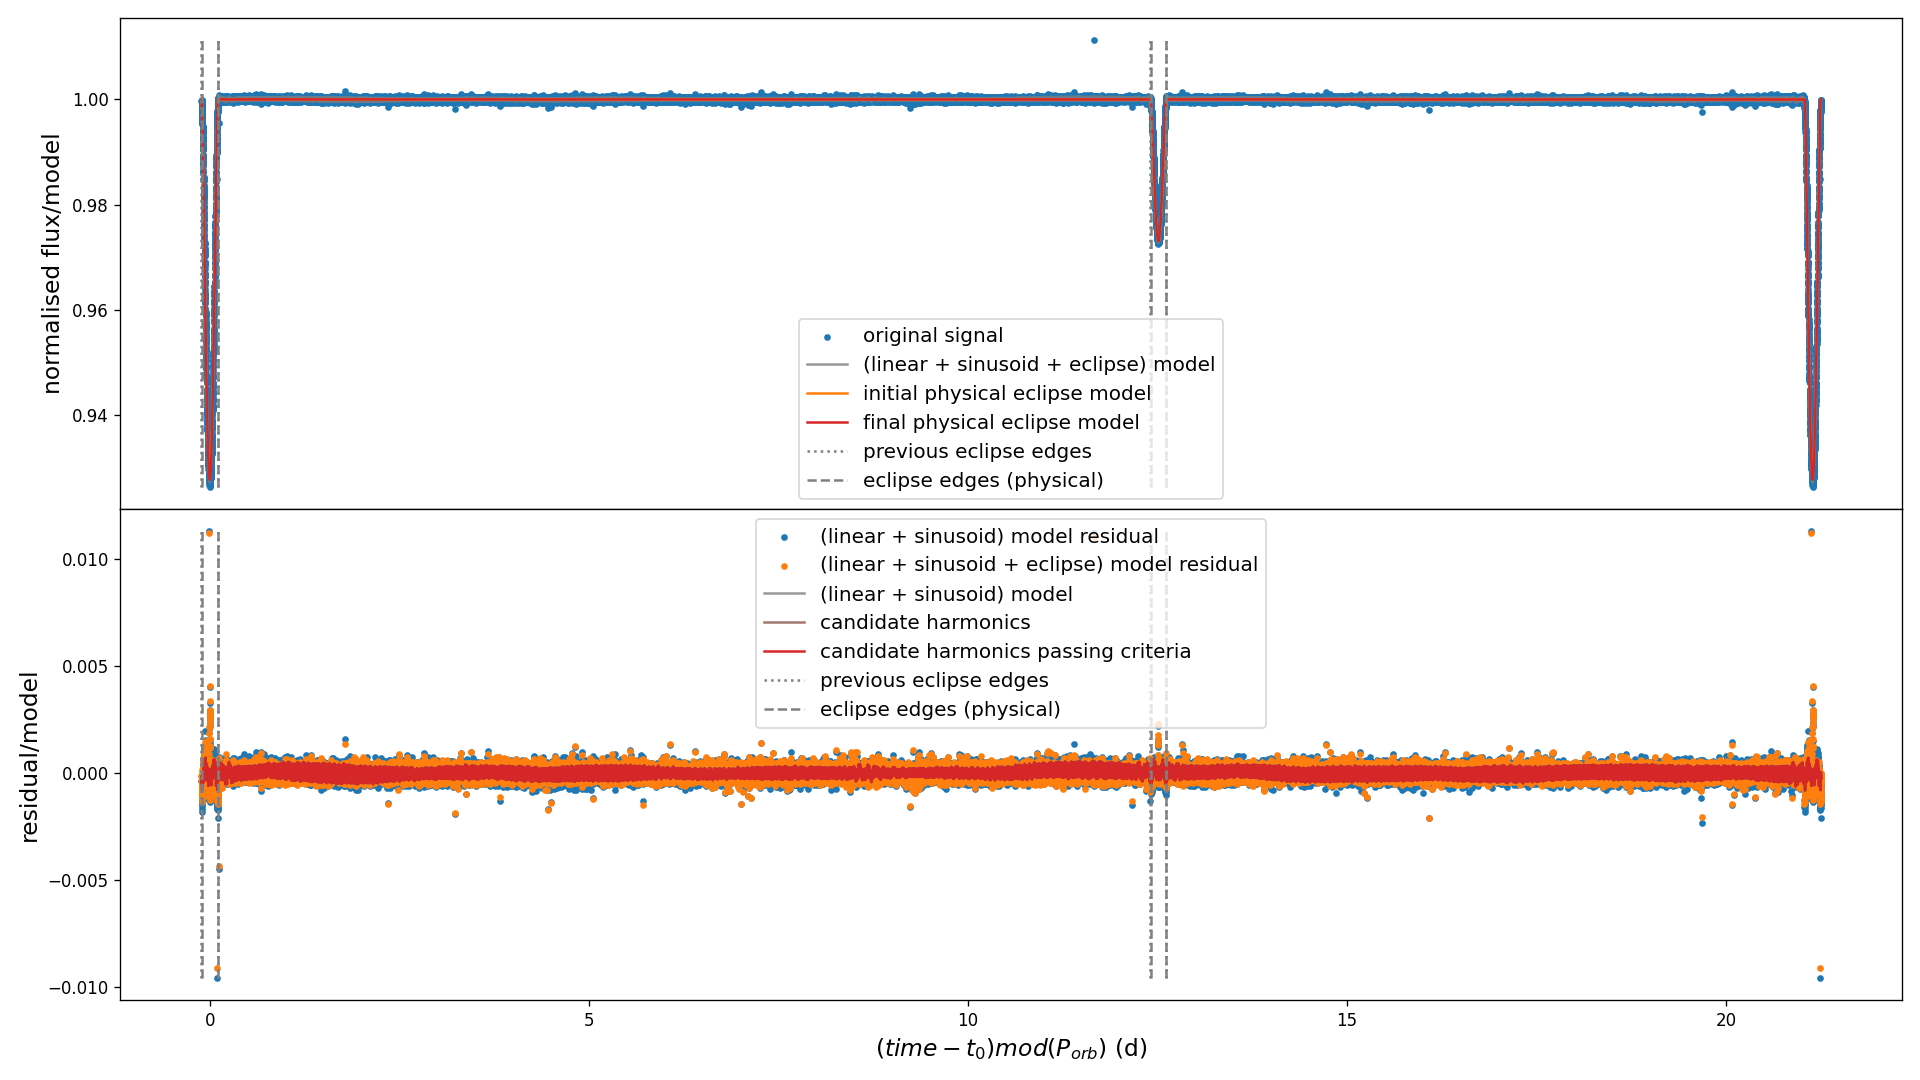 normalised flux/model
1.00
0.98
0.96
0.94
original signal
(linear + sinusoid + eclipse) model
initial physical eclipse model
final physical eclipse model
previous eclipse edges
eclipse edges (physical)
residual/model
0.010
0.005
0.000
−0.005
−0.010
(linear + sinusoid) model residual
(linear + sinusoid + eclipse) model residual
(linear + sinusoid) model
candidate harmonics
candidate harmonics passing criteria
previous eclipse edges
eclipse edges (physical)
0 5 10 15 20
(time − t₀)mod(P_orb) (d)